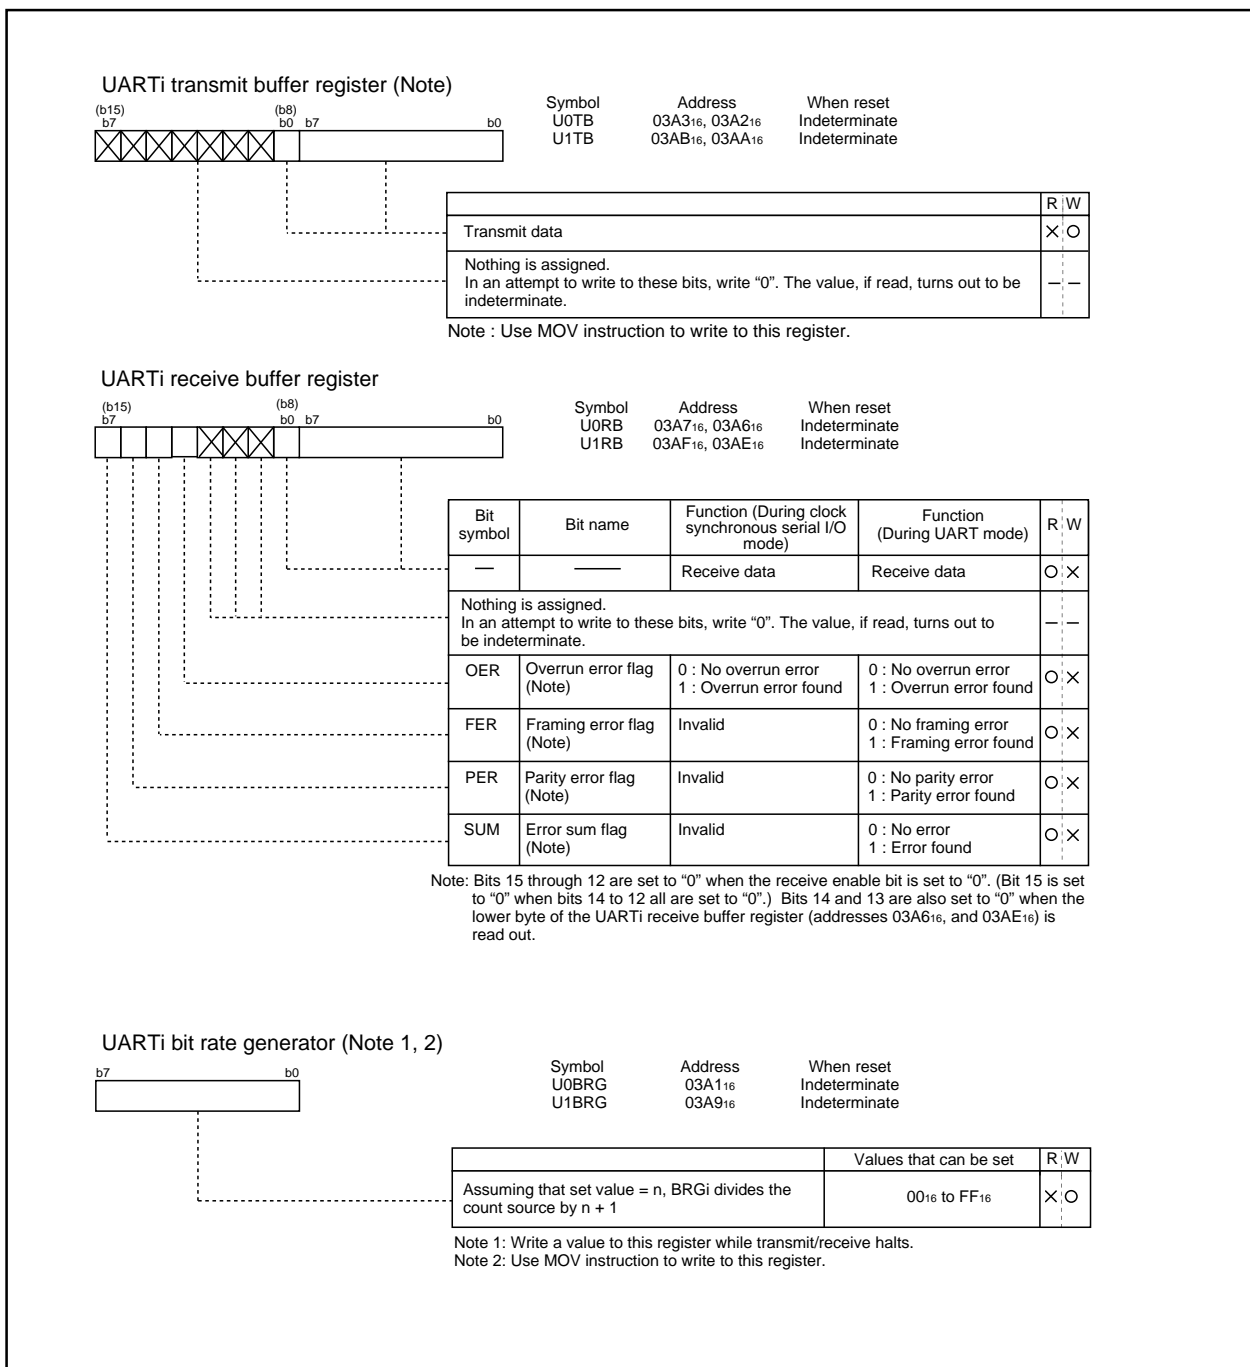 UARTi transmit buffer register (Note)
(b15) (b8)
b7 b0 b7 b0
Symbol Address When reset
U0TB 03A316, 03A216 Indeterminate
U1TB 03AB16, 03AA16 Indeterminate
R W
Transmit data X O
Nothing is assigned.
In an attempt to write to these bits, write “0”. The value, if read, turns out to be
indeterminate.
— —
Note : Use MOV instruction to write to this register.
UARTi receive buffer register
(b15) (b8)
b7 b0 b7 b0
Symbol Address When reset
U0RB 03A716, 03A616 Indeterminate
U1RB 03AF16, 03AE16 Indeterminate
Bit
symbol
Bit name
Function (During clock
synchronous serial I/O
mode)
Function
(During UART mode)
R W
— — Receive data Receive data O X
Nothing is assigned.
In an attempt to write to these bits, write “0”. The value, if read, turns out to
be indeterminate.
— —
OER
Overrun error flag
(Note)
0 : No overrun error
1 : Overrun error found
0 : No overrun error
1 : Overrun error found
O X
FER
Framing error flag
(Note)
Invalid
0 : No framing error
1 : Framing error found
O X
PER
Parity error flag
(Note)
Invalid
0 : No parity error
1 : Parity error found
O X
SUM
Error sum flag
(Note)
Invalid
0 : No error
1 : Error found
O X
Note: Bits 15 through 12 are set to “0” when the receive enable bit is set to “0”. (Bit 15 is set
to “0” when bits 14 to 12 all are set to “0”.) Bits 14 and 13 are also set to “0” when the
lower byte of the UARTi receive buffer register (addresses 03A616, and 03AE16) is
read out.
UARTi bit rate generator (Note 1, 2)
b7 b0
Symbol Address When reset
U0BRG 03A116 Indeterminate
U1BRG 03A916 Indeterminate
Values that can be set R W
Assuming that set value = n, BRGi divides the
count source by n + 1
0016 to FF16
X O
Note 1: Write a value to this register while transmit/receive halts.
Note 2: Use MOV instruction to write to this register.